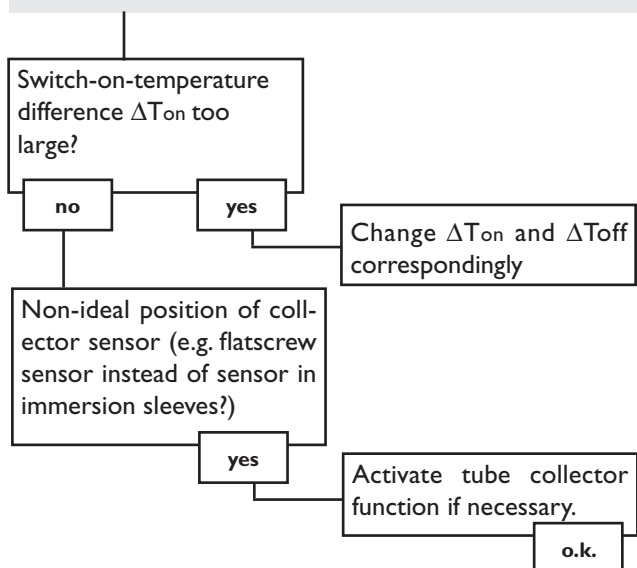 Switch-on-temperature
difference ΔTon too
large?
no
yes
Change ΔTon and ΔToff
correspondingly
Non-ideal position of coll-
ector sensor (e.g. flatscrew
sensor instead of sensor in
immersion sleeves?)
yes
Activate tube collector
function if necessary.
o.k.